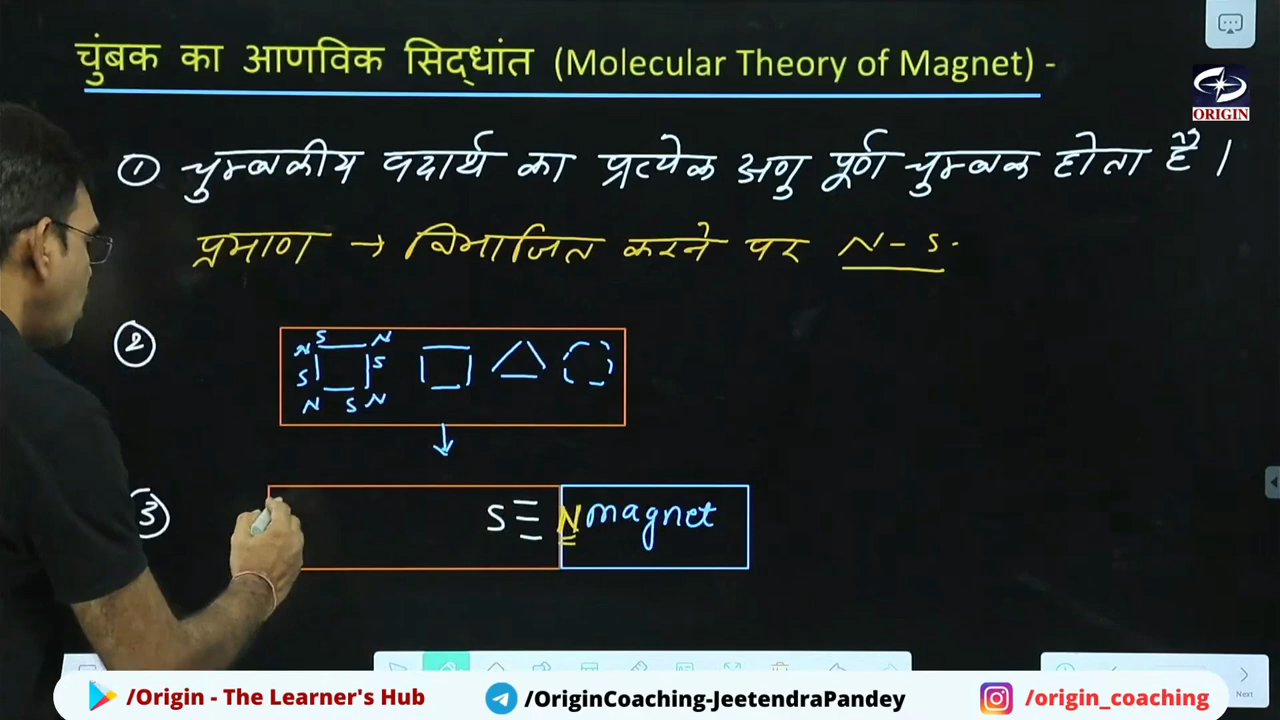 चुंबक का आणविक सिद्धांत (Molecular Theory of Magnet) -
ORIGIN
① चुम्बकीय पदार्थ का प्रत्येक अणु पूर्ण चुम्बक होता है।
प्रमाण → विभाजित करने पर N-S.
②
S N
N S
S
N S N
③ S N magnet
Next
/Origin - The Learner's Hub /OriginCoaching-JeetendraPandey /origin_coaching